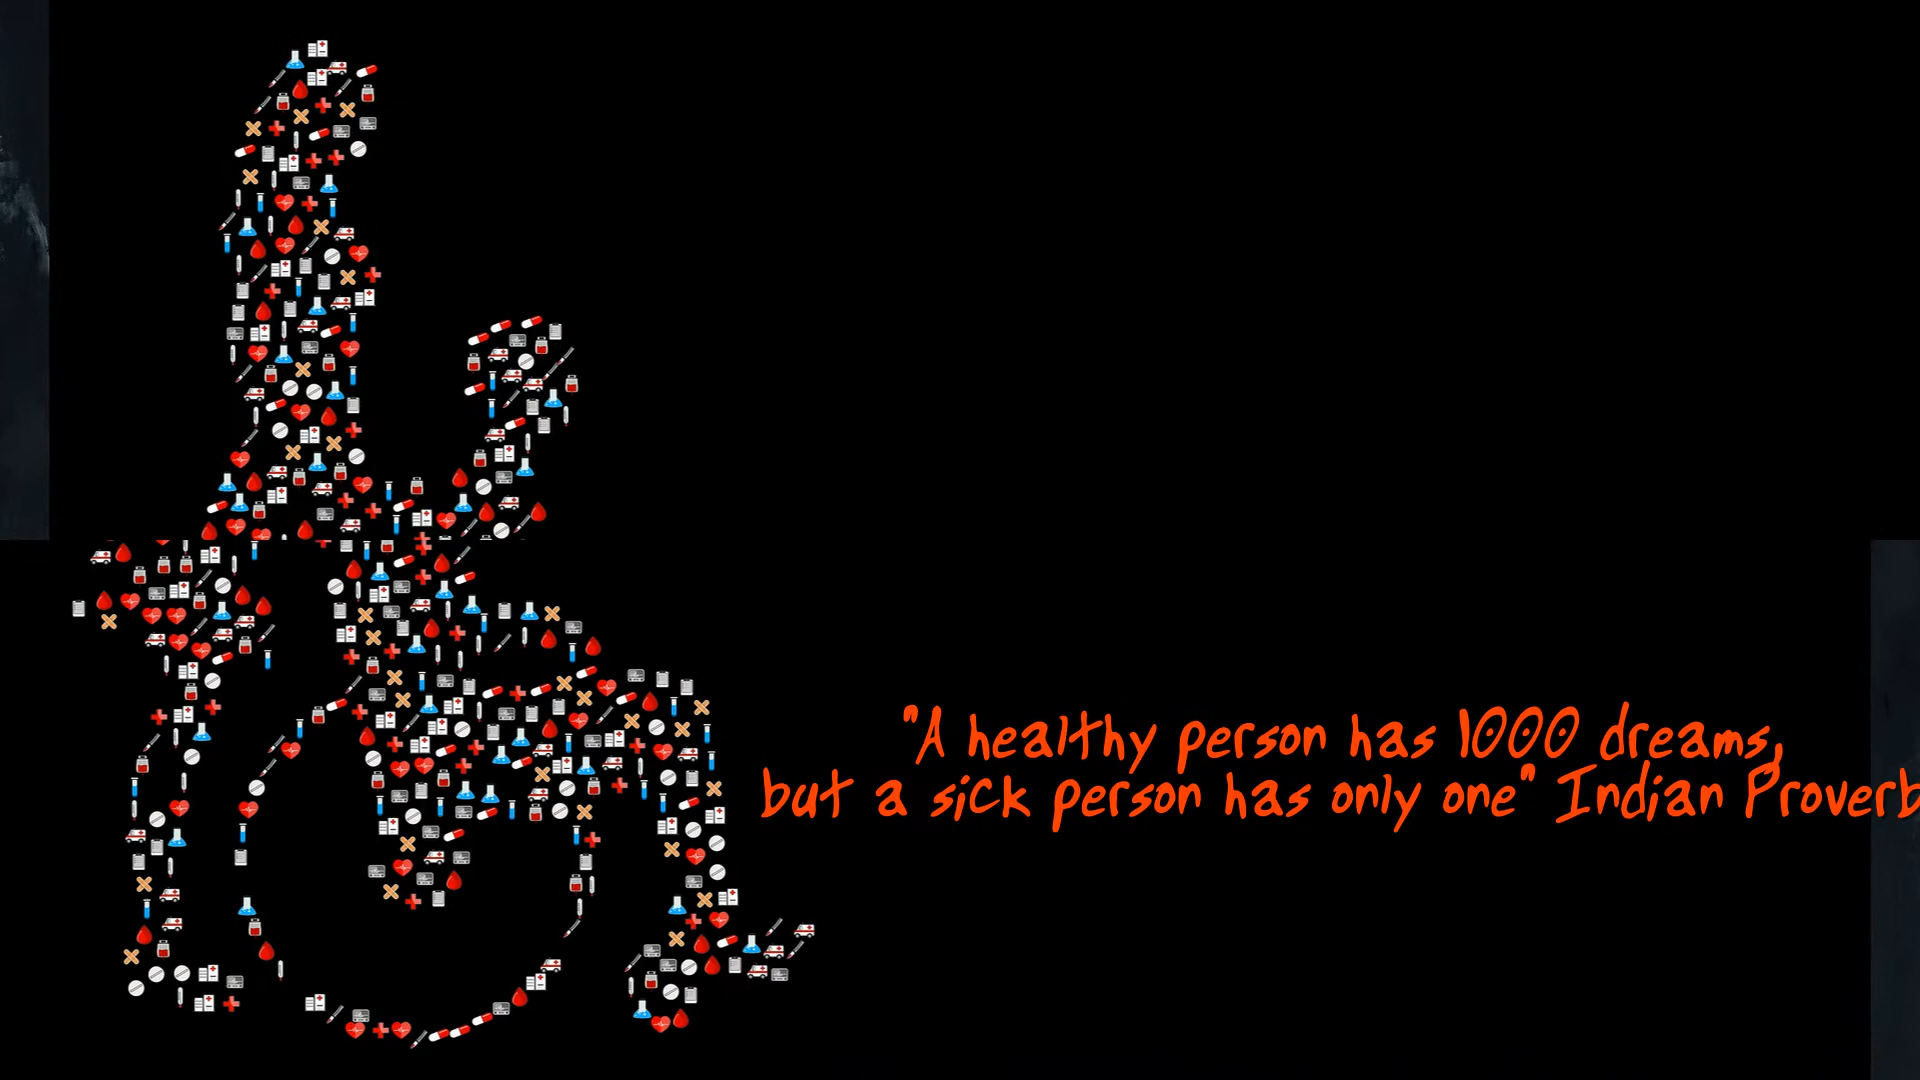 "A healthy person has 1000 dreams,
but a sick person has only one" Indian Proverb